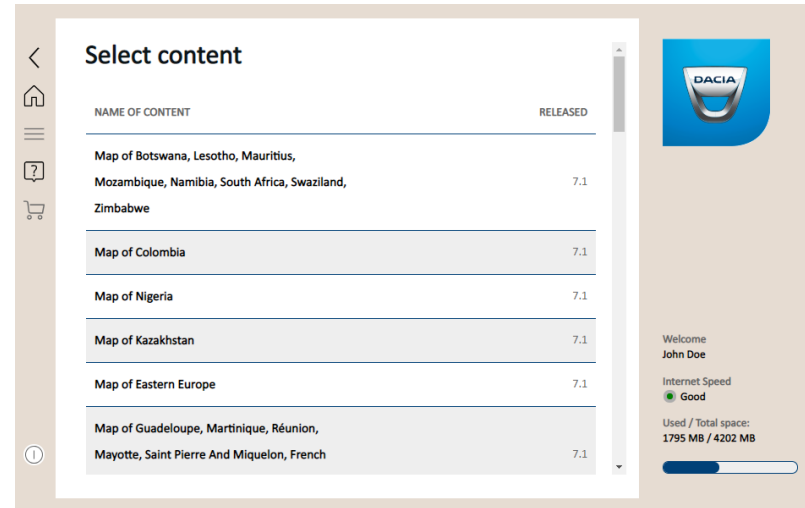 Select content
NAME OF CONTENT RELEASED
Map of Botswana, Lesotho, Mauritius,
Mozambique, Namibia, South Africa, Swaziland, 7.1
Zimbabwe
Map of Colombia 7.1
Map of Nigeria 7.1
Map of Kazakhstan 7.1
Map of Eastern Europe 7.1
Map of Guadeloupe, Martinique, Réunion,
Mayotte, Saint Pierre And Miquelon, French 7.1
?
DACIA
Welcome
John Doe
Internet Speed
Good
Used / Total space:
1795 MB / 4202 MB